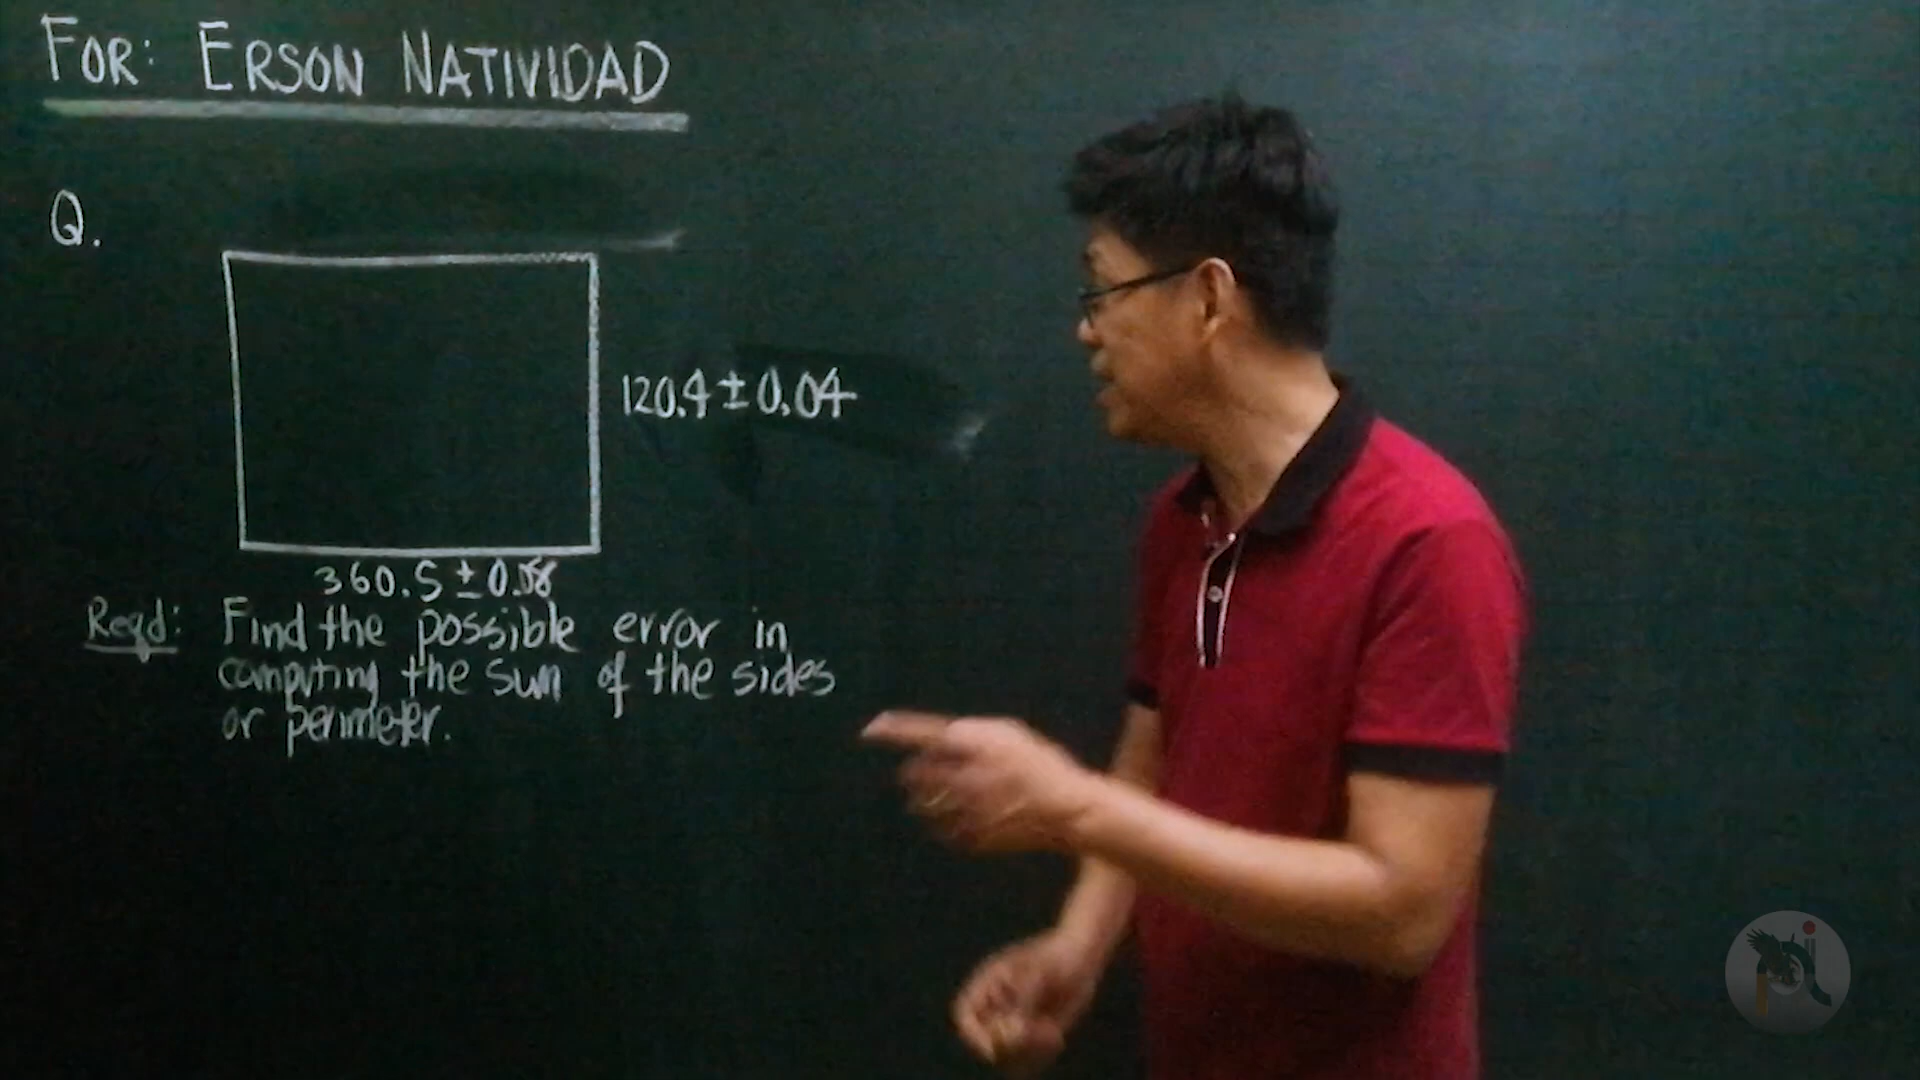 FOR: ERSON NATIVIDAD
Q.
120.4 ± 0.04
360.5 ± 0.08
Reqd: Find the possible error in
computing the sum of the sides
or perimeter.